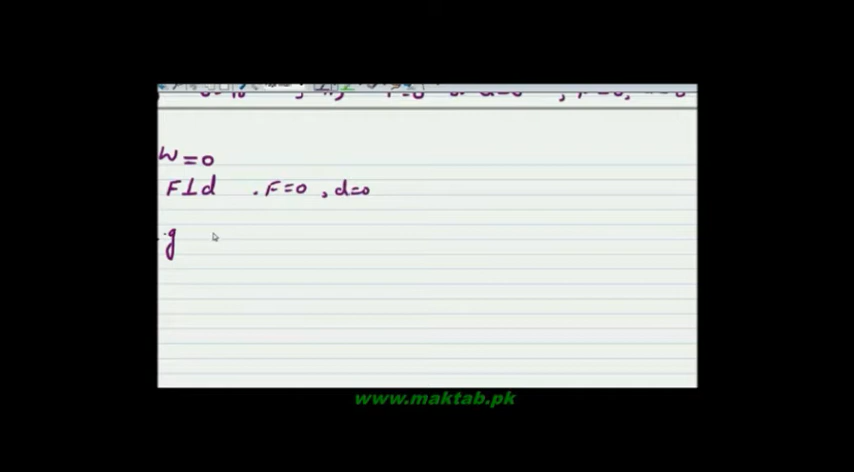 W = 0
F⊥d . F = 0 , d = 0
.g
www.maktab.pk